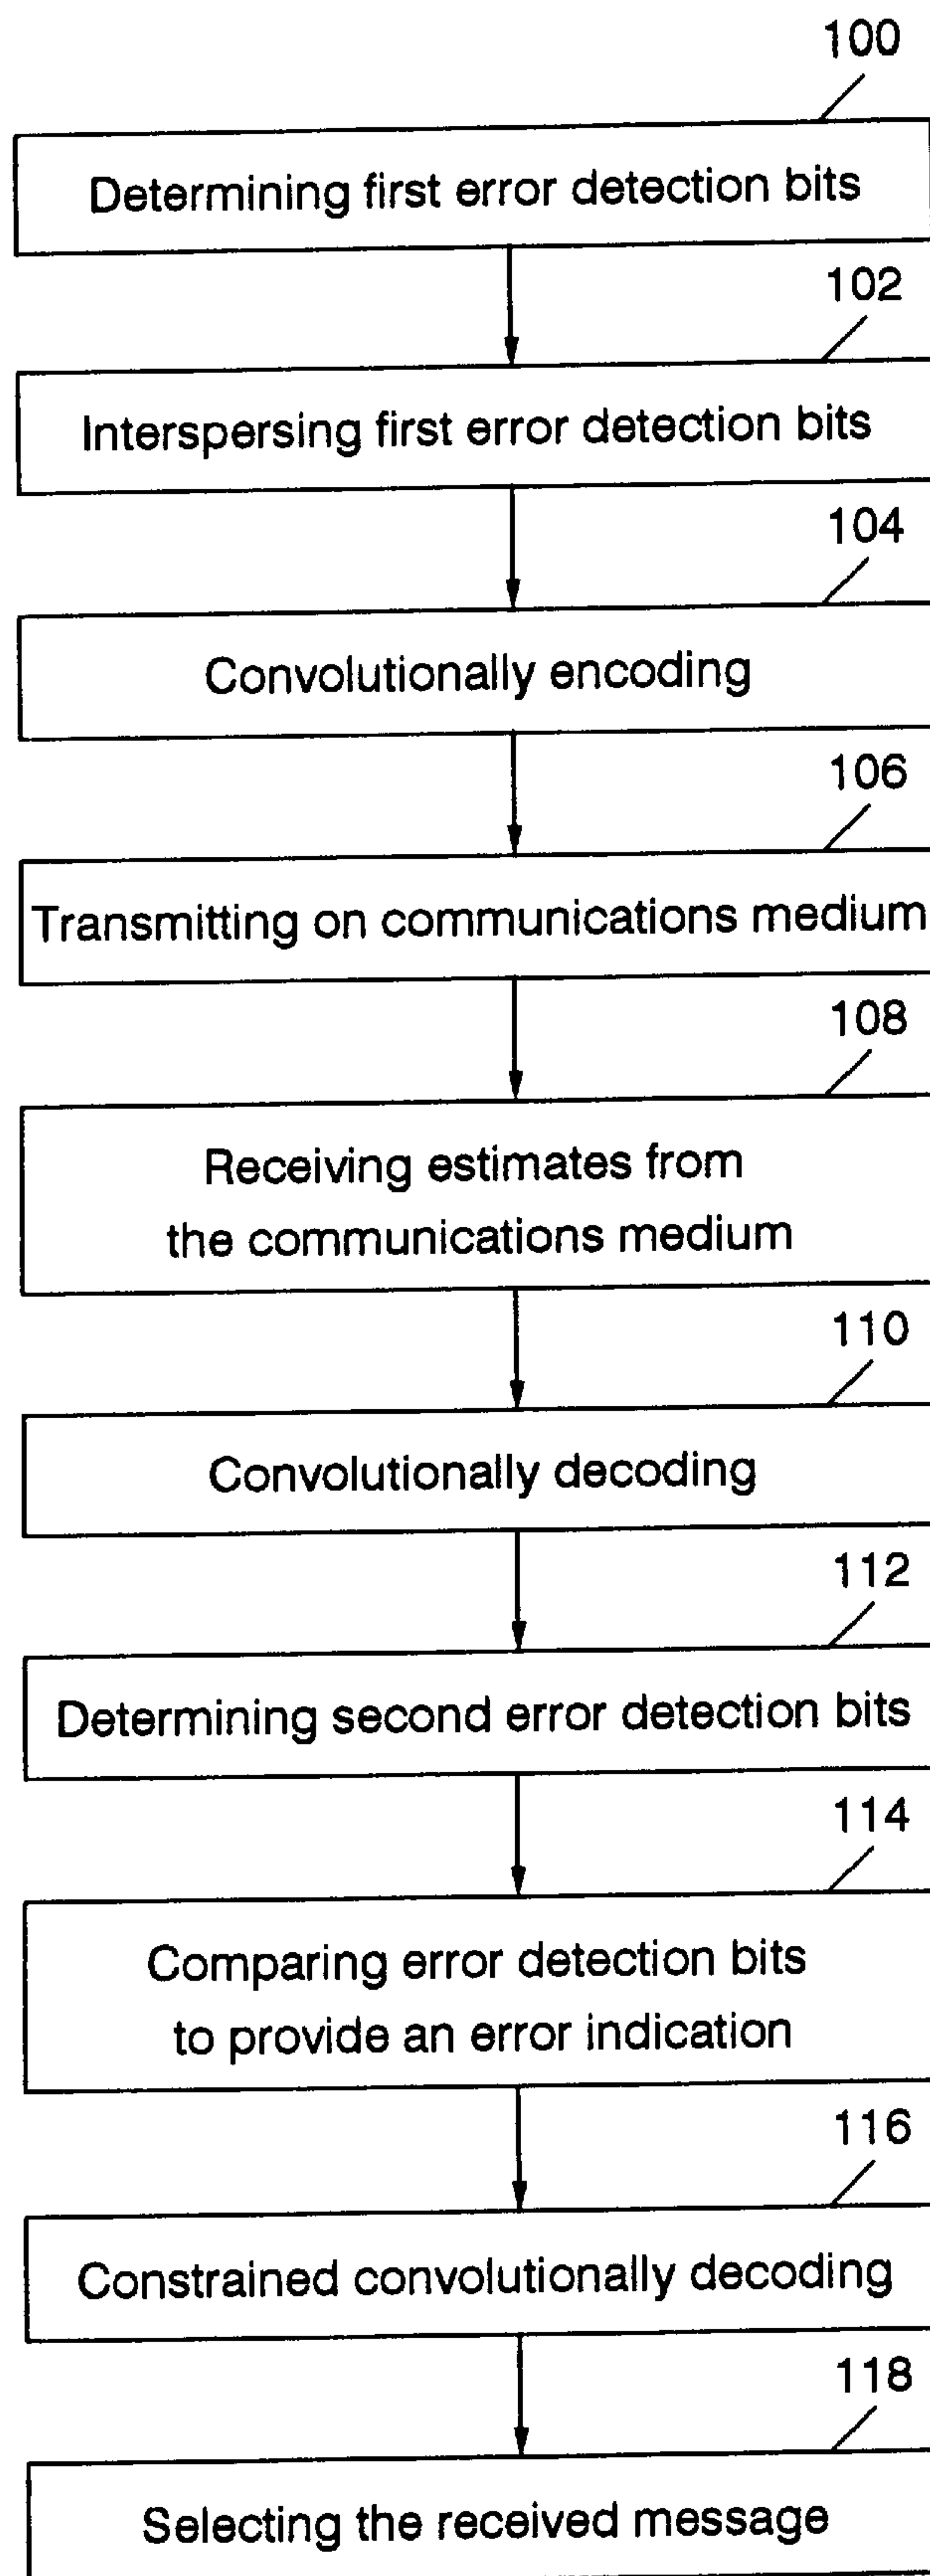 100
Determining first error detection bits
102
Interspersing first error detection bits
104
Convolutionally encoding
106
Transmitting on communications medium
108
Receiving estimates from
the communications medium
110
Convolutionally decoding
112
Determining second error detection bits
114
Comparing error detection bits
to provide an error indication
116
Constrained convolutionally decoding
118
Selecting the received message